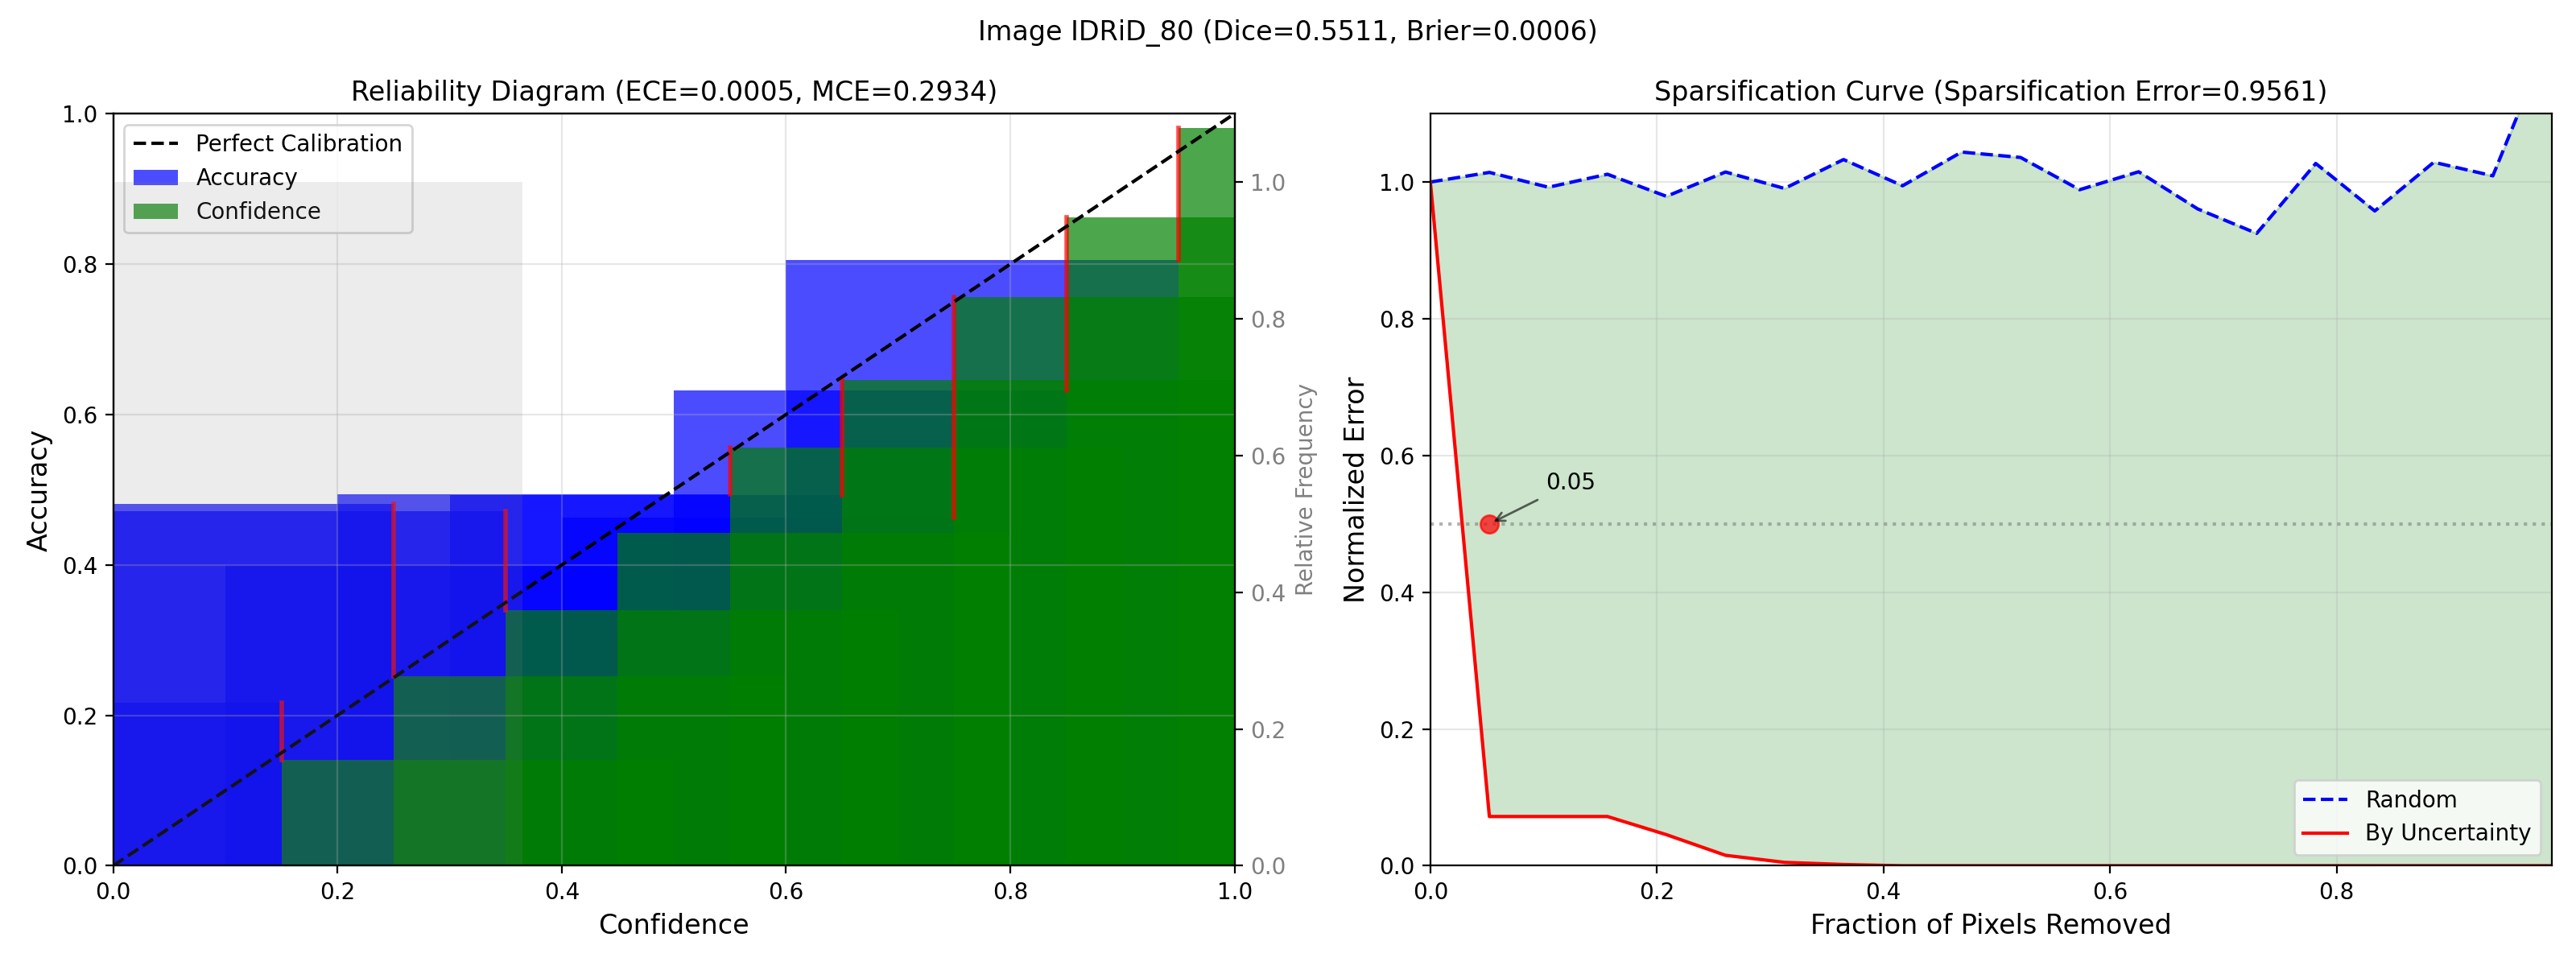 Image IDRiD_80 (Dice=0.5511, Brier=0.0006)
Reliability Diagram (ECE=0.0005, MCE=0.2934)
1.0
0.8
0.6
0.4
0.2
0.0
Accuracy
Perfect Calibration
Accuracy
Confidence
0.0
0.2
0.4
0.6
0.8
1.0
Confidence
1.0
0.8
0.6
0.4
0.2
0.0
Relative Frequency
Sparsification Curve (Sparsification Error=0.9561)
1.0
0.8
0.6
0.4
0.2
0.0
Normalized Error
0.05
Random
By Uncertainty
0.0
0.2
0.4
0.6
0.8
Fraction of Pixels Removed